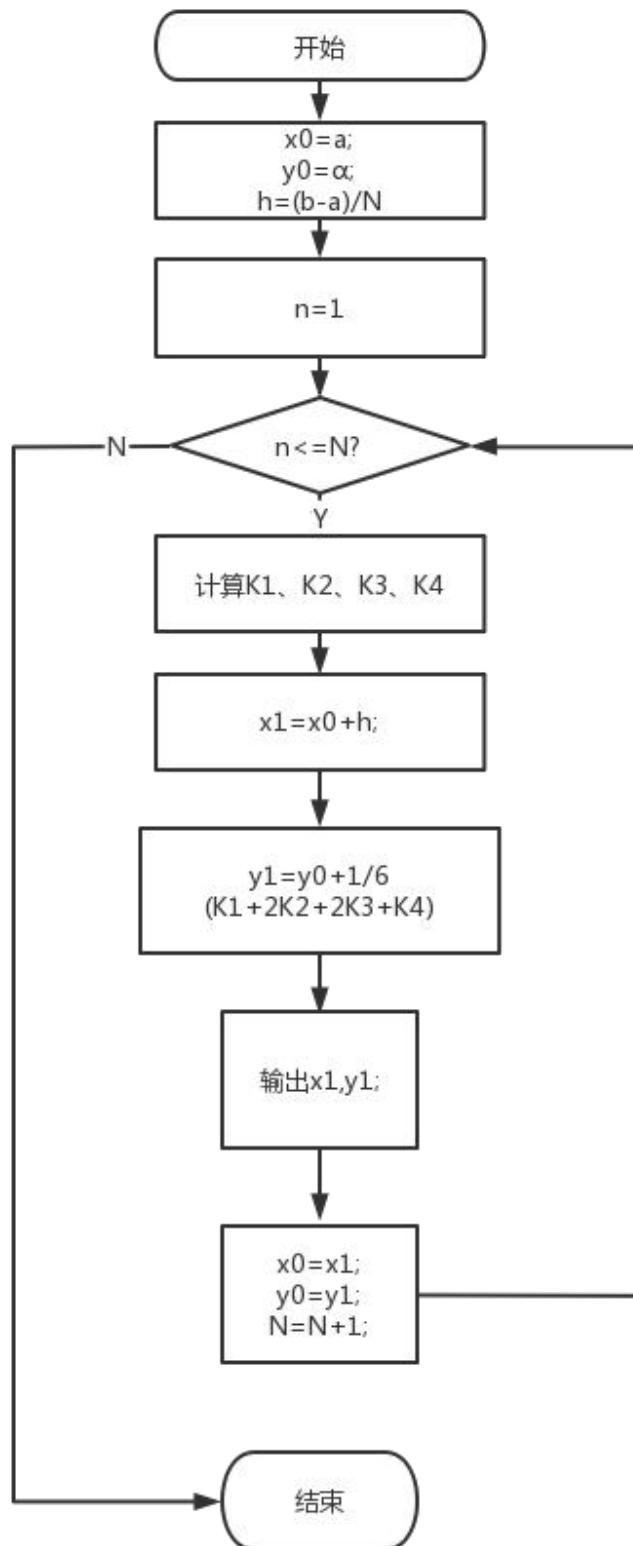 开始
x0=a;
y0=α;
h=(b-a)/N
n=1
n<=N?
N
Y
计算K1、K2、K3、K4
x1=x0+h;
y1=y0+1/6
(K1+2K2+2K3+K4)
输出x1,y1;
x0=x1;
y0=y1;
N=N+1;
结束